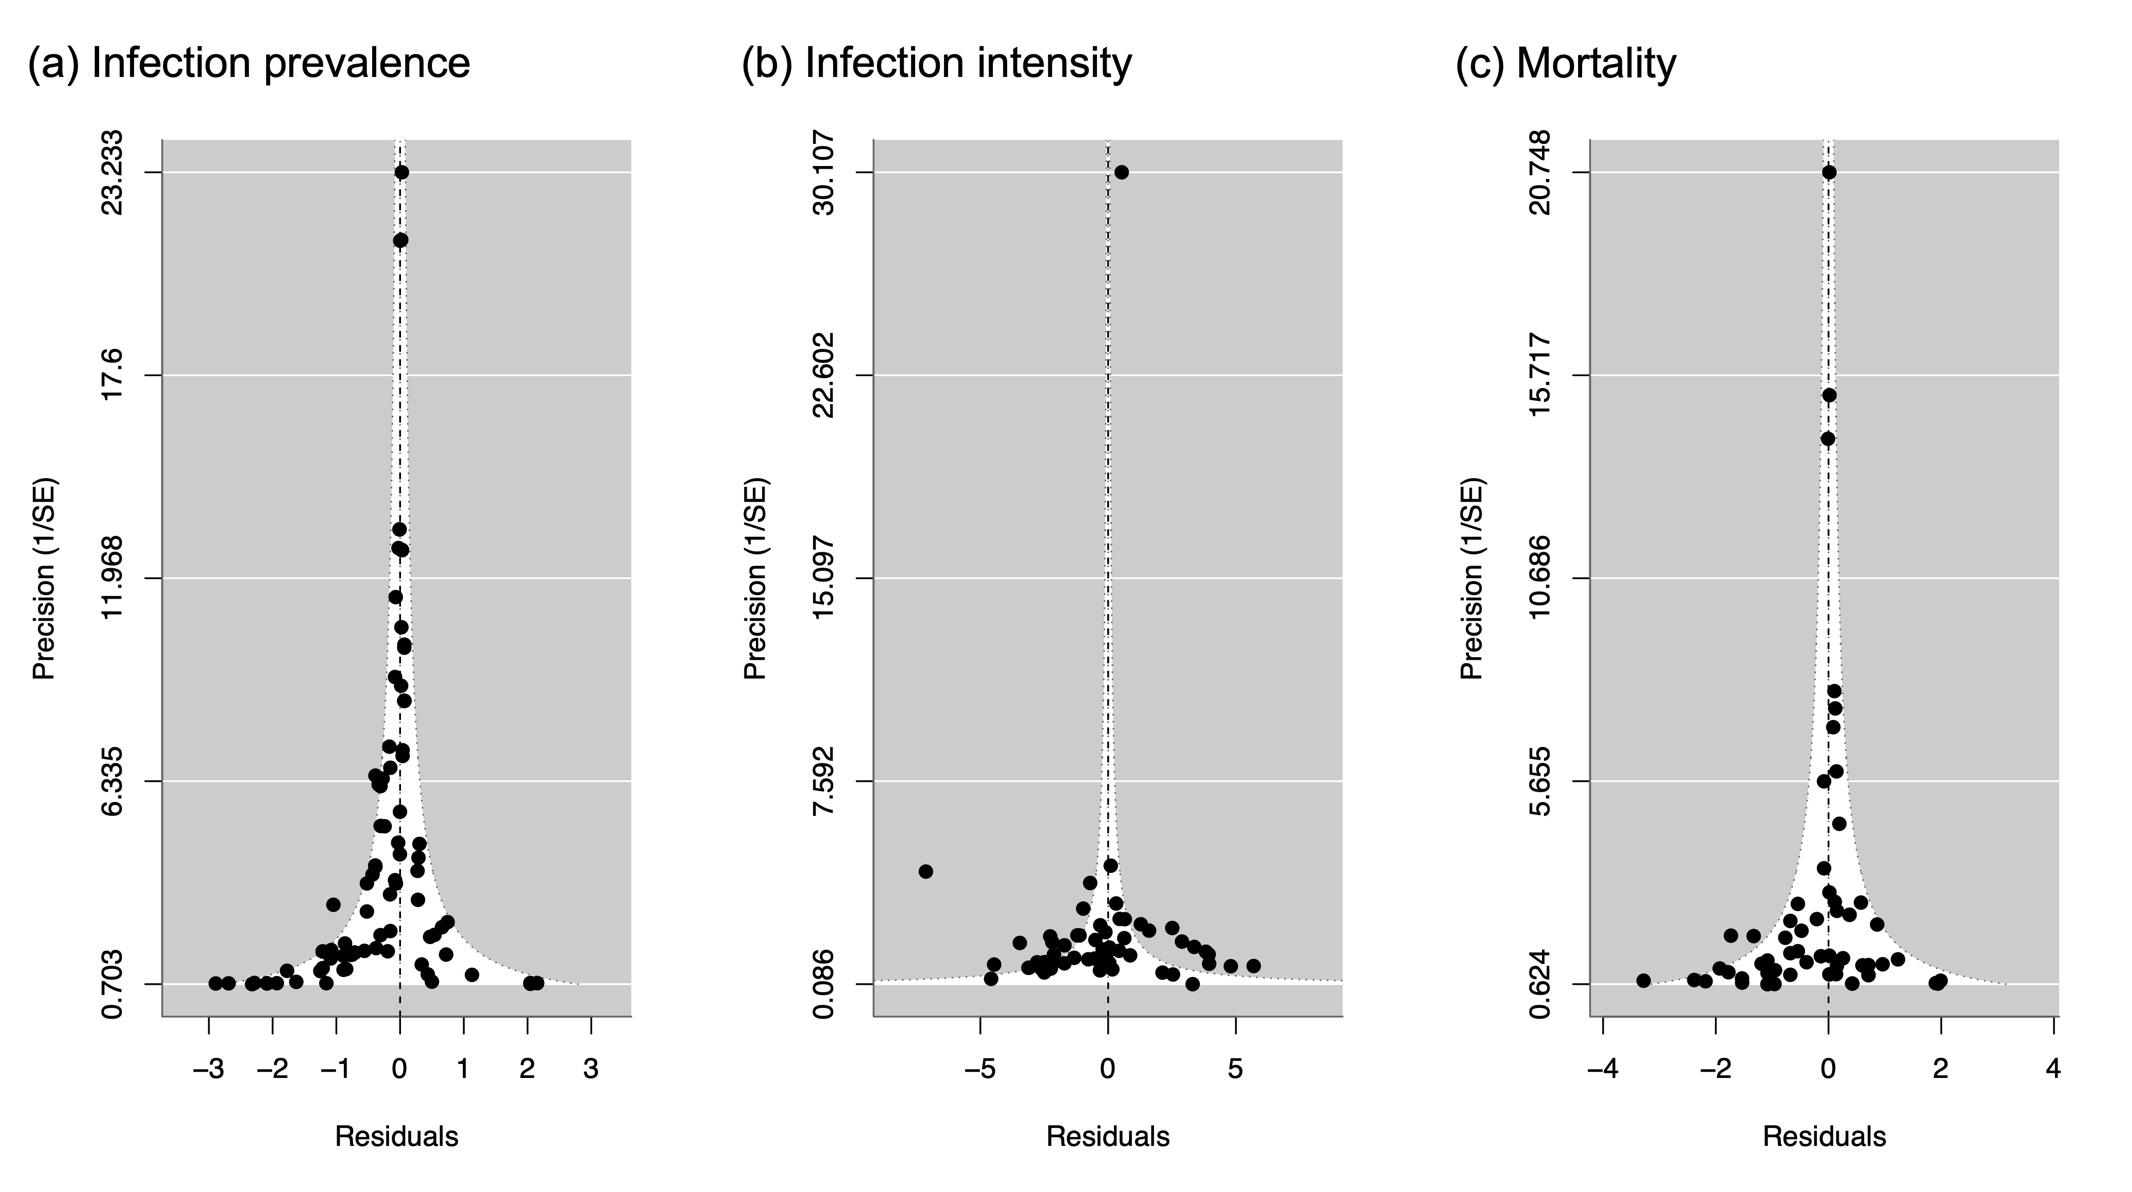 (a) Infection prevalence
23.233
17.6
11.968
6.335
0.703
Precision (1/SE)
−3 −2 −1 0 1 2 3
Residuals
(b) Infection intensity
30.107
22.602
15.097
7.592
0.086
Precision (1/SE)
−5 0 5
Residuals
(c) Mortality
20.748
15.717
10.686
5.655
0.624
Precision (1/SE)
−4 −2 0 2 4
Residuals